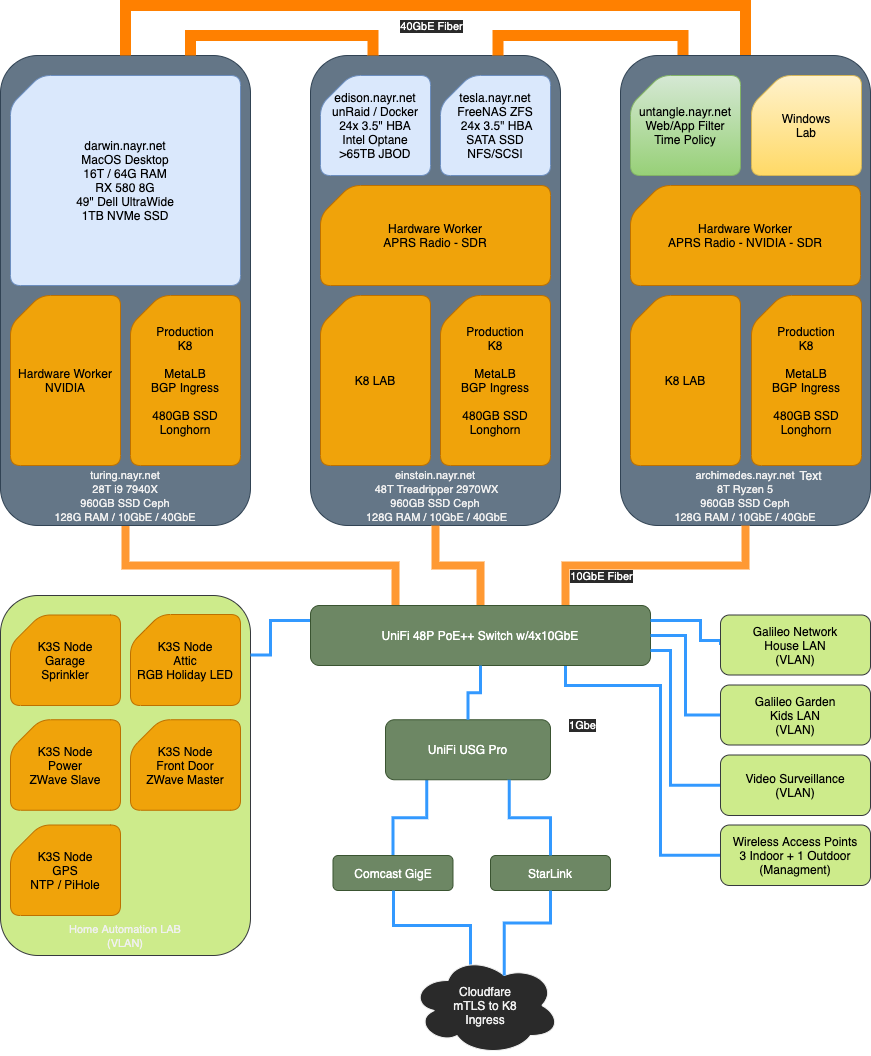 40GbE Fiber
darwin.nayr.net
MacOS Desktop
16T / 64G RAM
RX 580 8G
49" Dell UltraWide
1TB NVMe SSD
edison.nayr.net
unRaid / Docker
24x 3.5" HBA
Intel Optane
>65TB JBOD
tesla.nayr.net
FreeNAS ZFS
24x 3.5" HBA
SATA SSD
NFS/SCSI
untangle.nayr.net
Web/App Filter
Time Policy
Windows
Lab
Hardware Worker
APRS Radio - SDR
Hardware Worker
APRS Radio - NVIDIA - SDR
Hardware Worker
NVIDIA
Production
K8
MetaLB
BGP Ingress
480GB SSD
Longhorn
K8 LAB
Production
K8
MetaLB
BGP Ingress
480GB SSD
Longhorn
K8 LAB
Production
K8
MetaLB
BGP Ingress
480GB SSD
Longhorn
turing.nayr.net
28T i9 7940X
960GB SSD Ceph
128G RAM / 10GbE / 40GbE
einstein.nayr.net
48T Treadripper 2970WX
960GB SSD Ceph
128G RAM / 10GbE / 40GbE
archimedes.nayr.net Text
8T Ryzen 5
960GB SSD Ceph
128G RAM / 10GbE / 40GbE
10GbE Fiber
K3S Node
Garage
Sprinkler
K3S Node
Attic
RGB Holiday LED
K3S Node
Power
ZWave Slave
K3S Node
Front Door
ZWave Master
K3S Node
GPS
NTP / PiHole
Home Automation LAB
(VLAN)
UniFi 48P PoE++ Switch w/4x10GbE
1Gbe
UniFi USG Pro
Comcast GigE
StarLink
Cloudfare
mTLS to K8
Ingress
Galileo Network
House LAN
(VLAN)
Galileo Garden
Kids LAN
(VLAN)
Video Surveillance
(VLAN)
Wireless Access Points
3 Indoor + 1 Outdoor
(Managment)